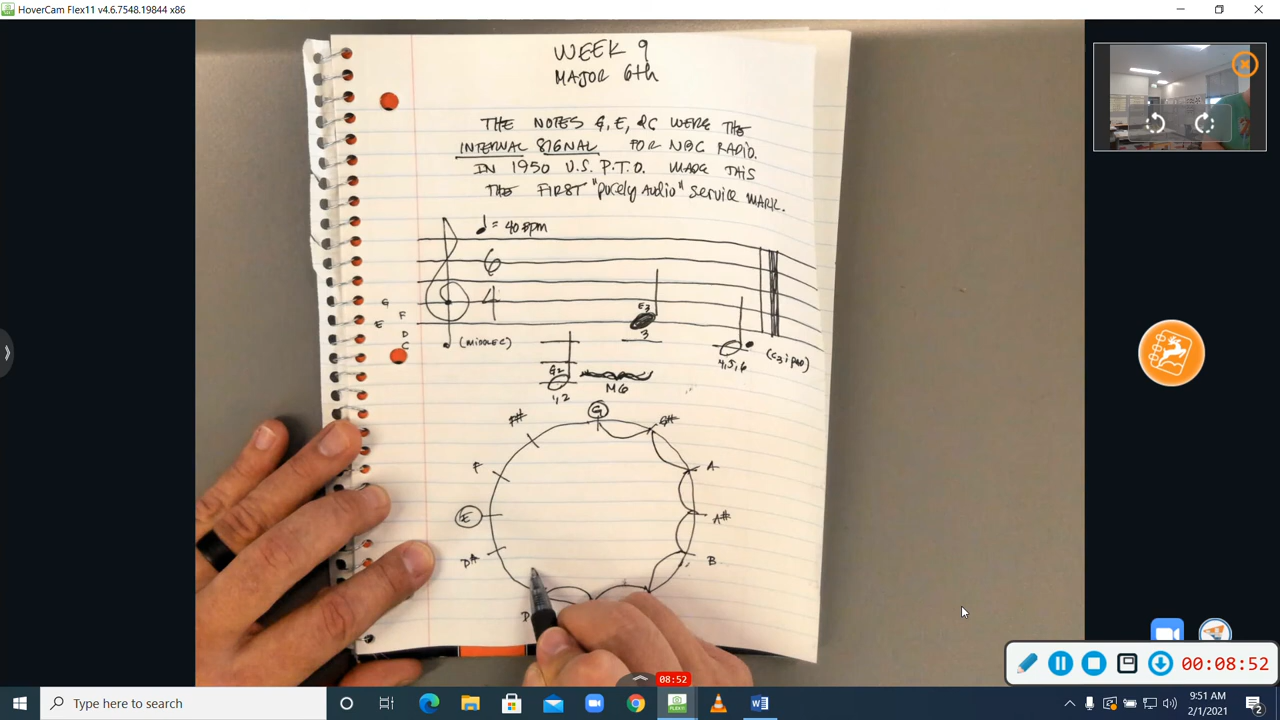 HoverCam Flex11 v4.6.7548.19844 x86
WEEK 9
MAJOR 6th
THE NOTES G, E, & C WERE THE
INTERNAL SIGNAL FOR NBC RADIO.
IN 1950 U.S. P.T.O. MADE THIS
THE FIRST "purely AUDIO" service MARK.
= 40 bpm
6
4
G
F
E
D
C
(MIDDLE C)
E3
3
G2
1,2
M6
4,5,6
(C3 i pad)
G
G#
A
A#
B
D
D#
E
F
F#
00:08:52
08:52
Type here to search
FLEX11
9:51 AM
2/1/2021
2